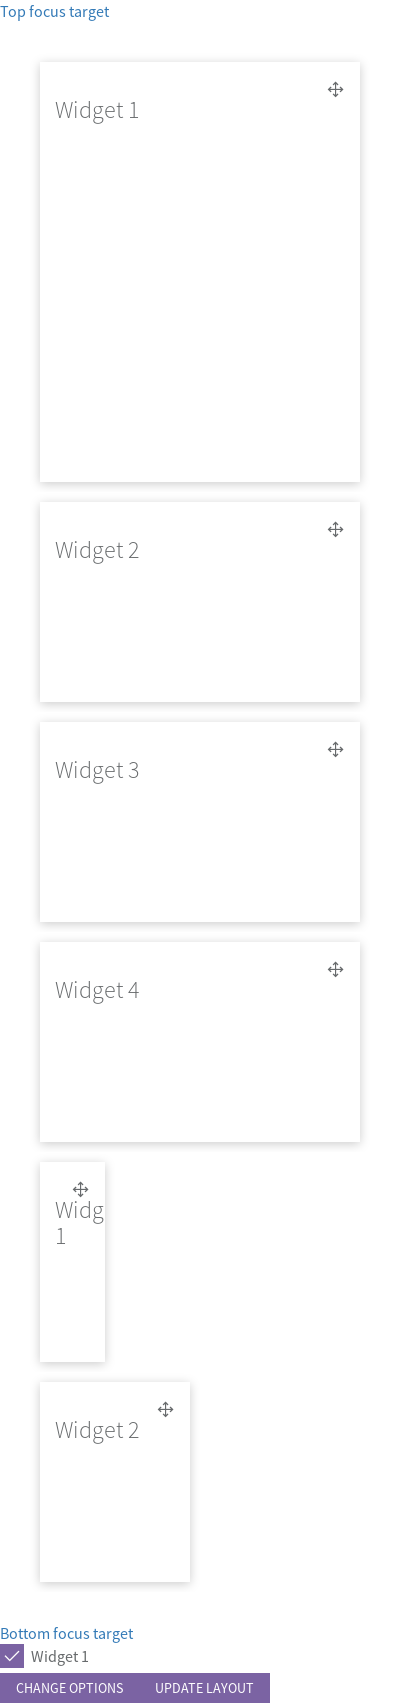 Top focus target
Widget 1
Widget 2
Widget 3
Widget 4
Widg
1
Widget 2
Bottom focus target
Widget 1
CHANGE OPTIONS UPDATE LAYOUT